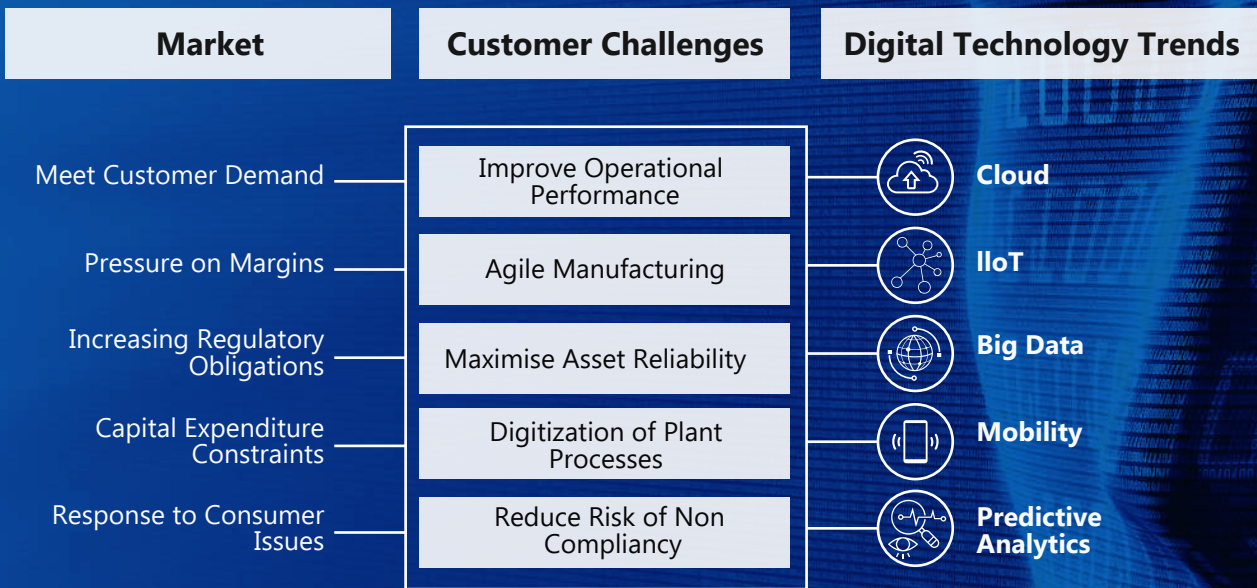 Market
Customer Challenges
Digital Technology Trends
Meet Customer Demand
Improve Operational
Performance
Cloud
Pressure on Margins
Agile Manufacturing
lloT
Increasing Regulatory
Obligations
Maximise Asset Reliability
Big Data
Capital Expenditure
Constraints
Digitization of Plant
Processes
Mobility
Response to Consumer
Issues
Reduce Risk of Non
Compliancy
Predictive
Analytics